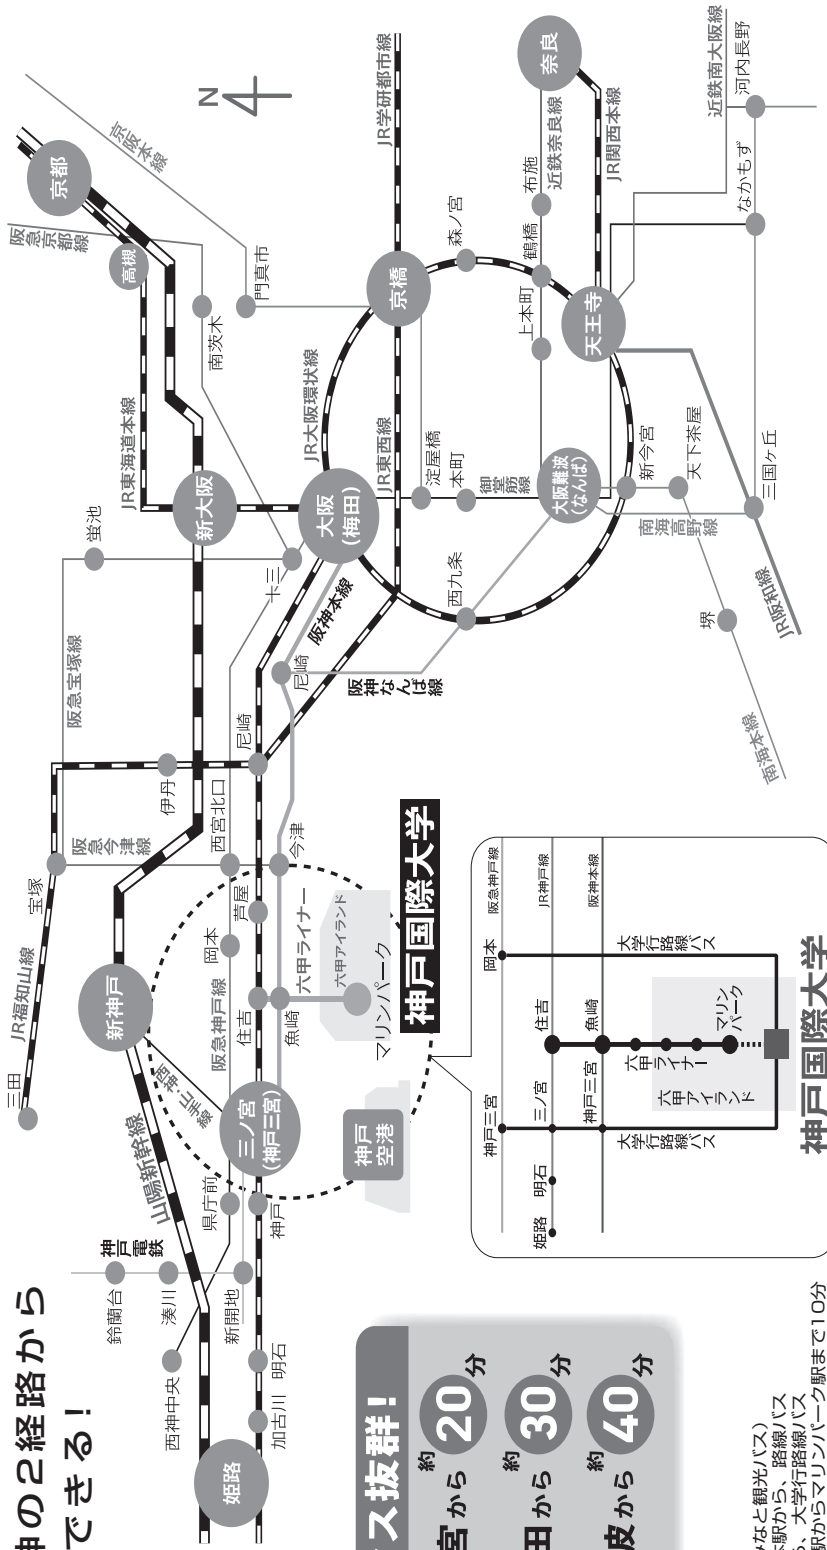 神の2経路から
できる！
ス抜群！
宮から 約20分
田から 約30分
波から 約40分
みなと観光バス）
本駅から、路線バス
ら、大学行路線バス
駅からマリンパーク駅まで10分
N
京都
京阪本線
阪急京都線
高槻
南茨木
門真市
JR東海道本線
新大阪
蛍池
十三
阪急宝塚線
JR大阪環状線
大阪
(梅田)
阪神本線
尼崎
阪神なんば線
JR学研都市線
京橋
JR東西線
森ノ宮
淀屋橋
本町
御堂筋線
西九条
奈良
近鉄奈良線
布施
鶴橋
上本町
JR関西本線
天王寺
大阪難波
(なんば)
新今宮
天下茶屋
南海高野線
近鉄南大阪線
河内長野
なかもず
三国ヶ丘
JR阪和線
堺
南海本線
三田
JR福知山線
宝塚
阪急今津線
伊丹
尼崎
西宮北口
今津
新神戸
芦屋
岡本
阪急神戸線
住吉
魚崎
六甲ライナー
六甲アイランド
マリンパーク
神戸国際大学
西神・山手線
三ノ宮
(神戸三宮)
神戸
空港
山陽新幹線
県庁前
神戸
神戸電鉄
鈴蘭台
湊川
新開地
西神中央
明石
加古川
姫路
阪急神戸線
JR神戸線
阪神本線
岡本
大学行路線バス
住吉
魚崎
六甲ライナー
マリン
パーク
六甲アイランド
神戸三宮
三ノ宮
神戸三宮
大学行路線バス
明石
姫路
神戸国際大学